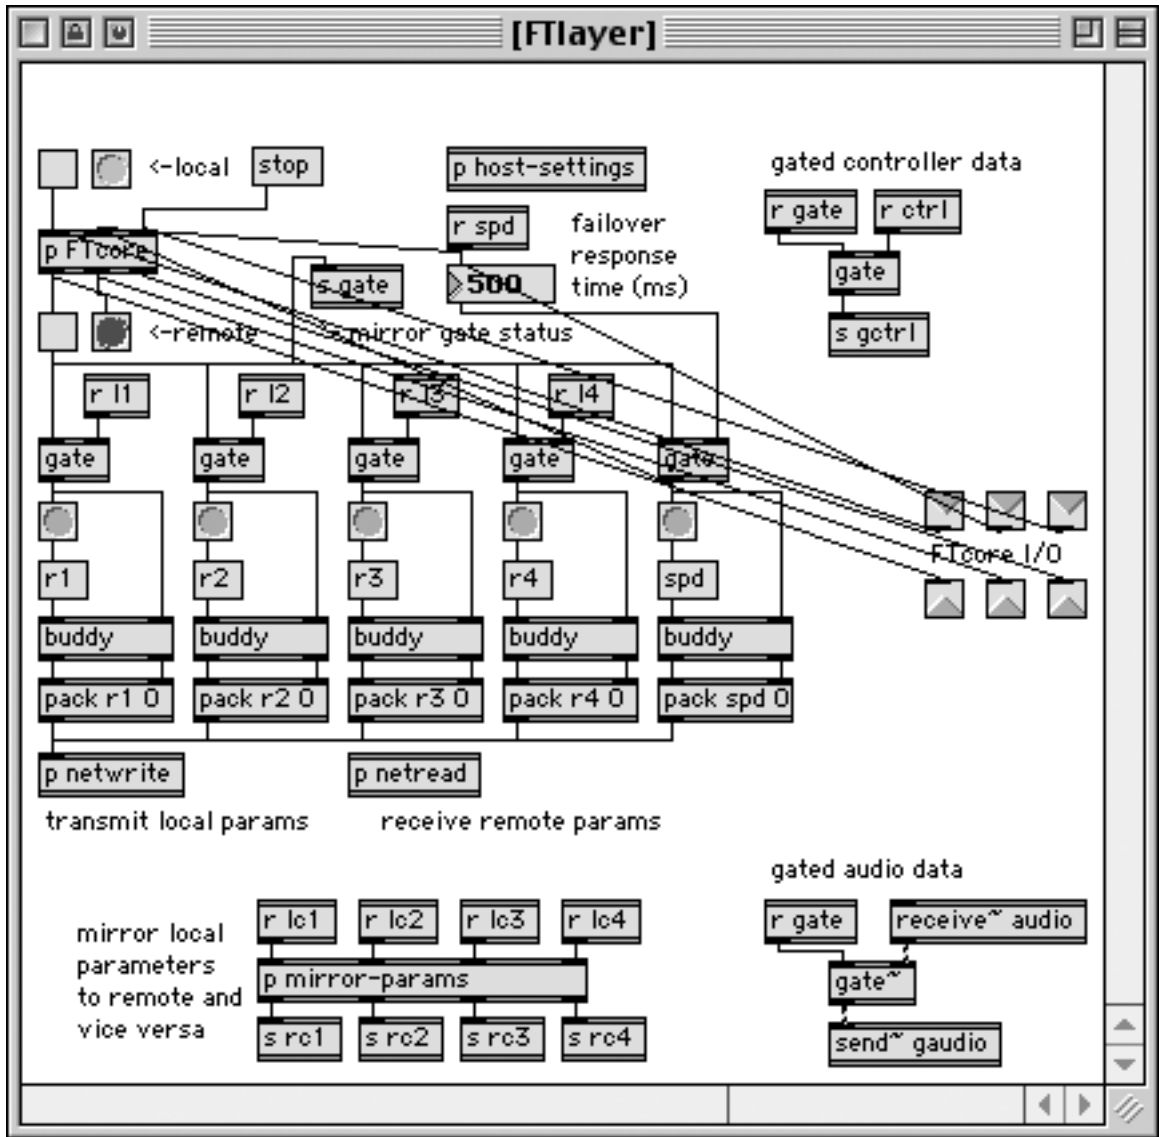 [FTlayer]
<-local
stop
p host-settings
gated controller data
r gate
r ctrl
r spd
failover
response
time (ms)
p FTcore
gate
s gate
500
s gctrl
<-remote
<- mirror gate status
r l1
r l2
r l3
r l4
gate
gate
gate
gate
gate
FTcore I/O
r1
r2
r3
r4
spd
buddy
buddy
buddy
buddy
buddy
pack r1 0
pack r2 0
pack r3 0
pack r4 0
pack spd 0
p netwrite
p netread
transmit local params
receive remote params
gated audio data
r lc1
r lc2
r lc3
r lc4
r gate
receive~ audio
mirror local
parameters
to remote and
vice versa
p mirror-params
gate~
s rc1
s rc2
s rc3
s rc4
send~ gaudio